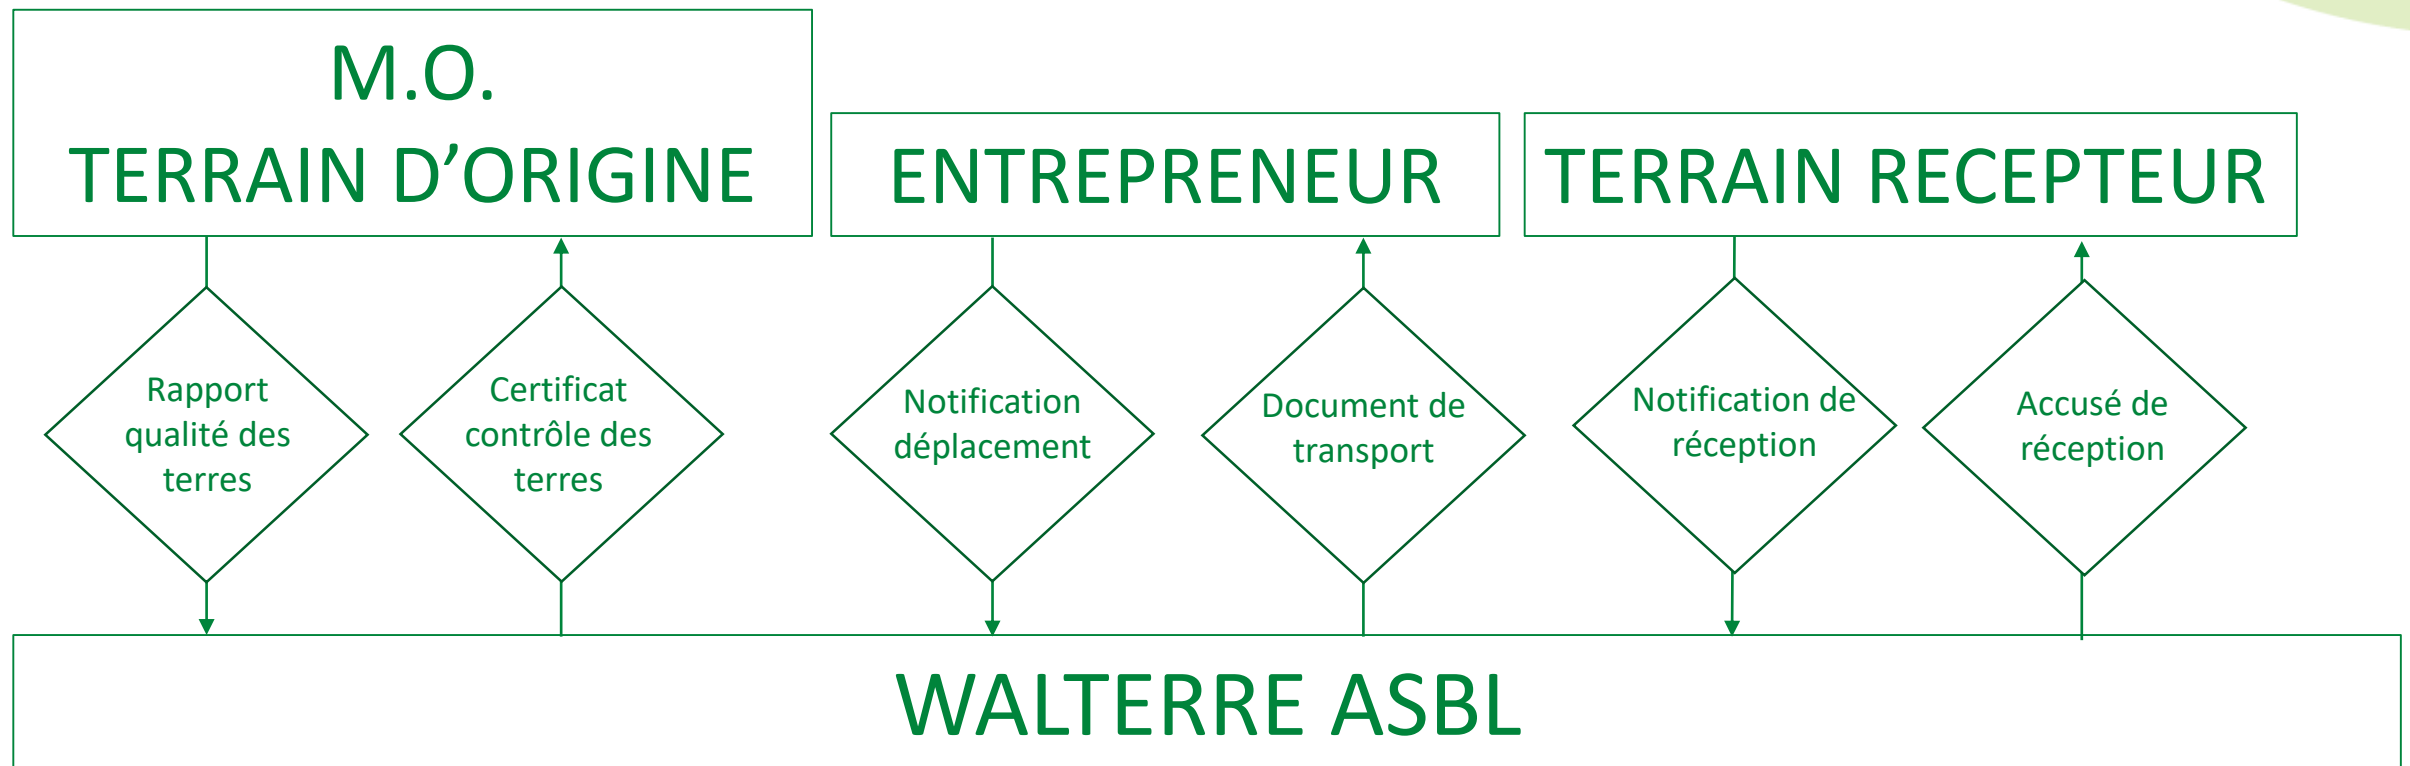 M.O.
TERRAIN D’ORIGINE
ENTREPRENEUR
TERRAIN RECEPTEUR
Rapport
qualité des
terres
Certificat
contrôle des
terres
Notification
déplacement
Document de
transport
Notification de
réception
Accusé de
réception
WALTERRE ASBL